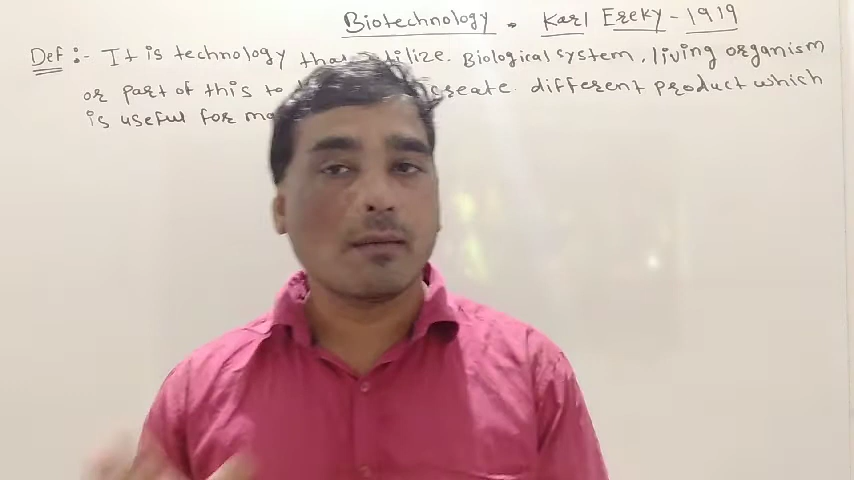 Biotechnology . Karl Ereky - 1919
Def :- It is technology that utilize. Biological system, living organism
or part of this to create. different product which
is useful for